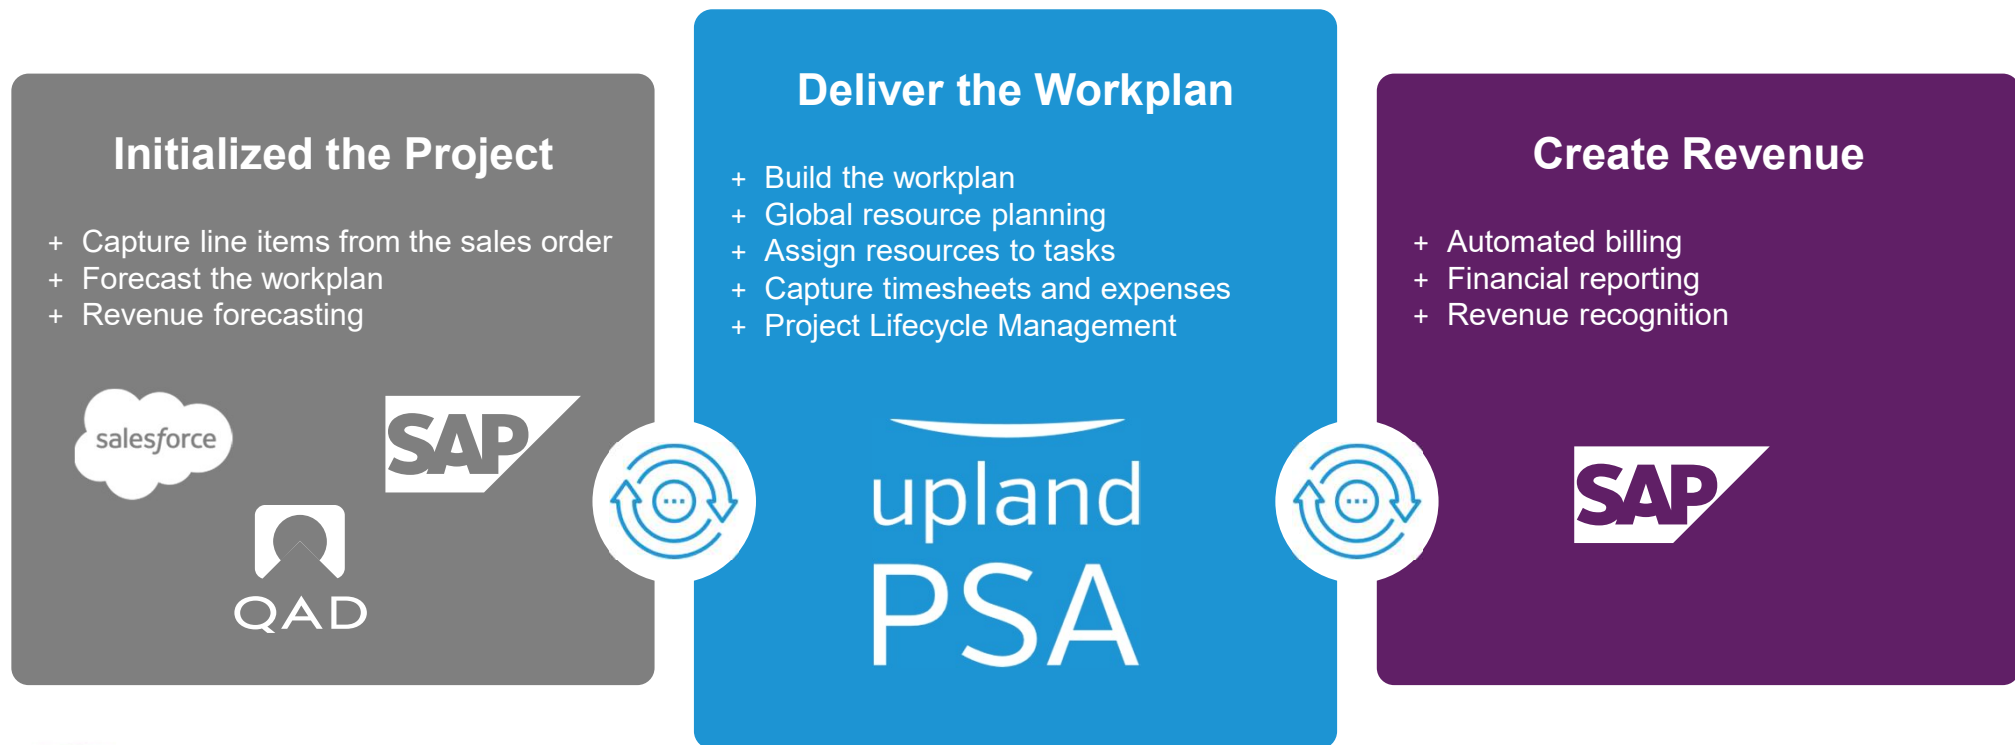 Initialized the Project
+ Capture line items from the sales order
+ Forecast the workplan
+ Revenue forecasting
salesforce
SAP
QAD
Deliver the Workplan
+ Build the workplan
+ Global resource planning
+ Assign resources to tasks
+ Capture timesheets and expenses
+ Project Lifecycle Management
upland
PSA
Create Revenue
+ Automated billing
+ Financial reporting
+ Revenue recognition
SAP